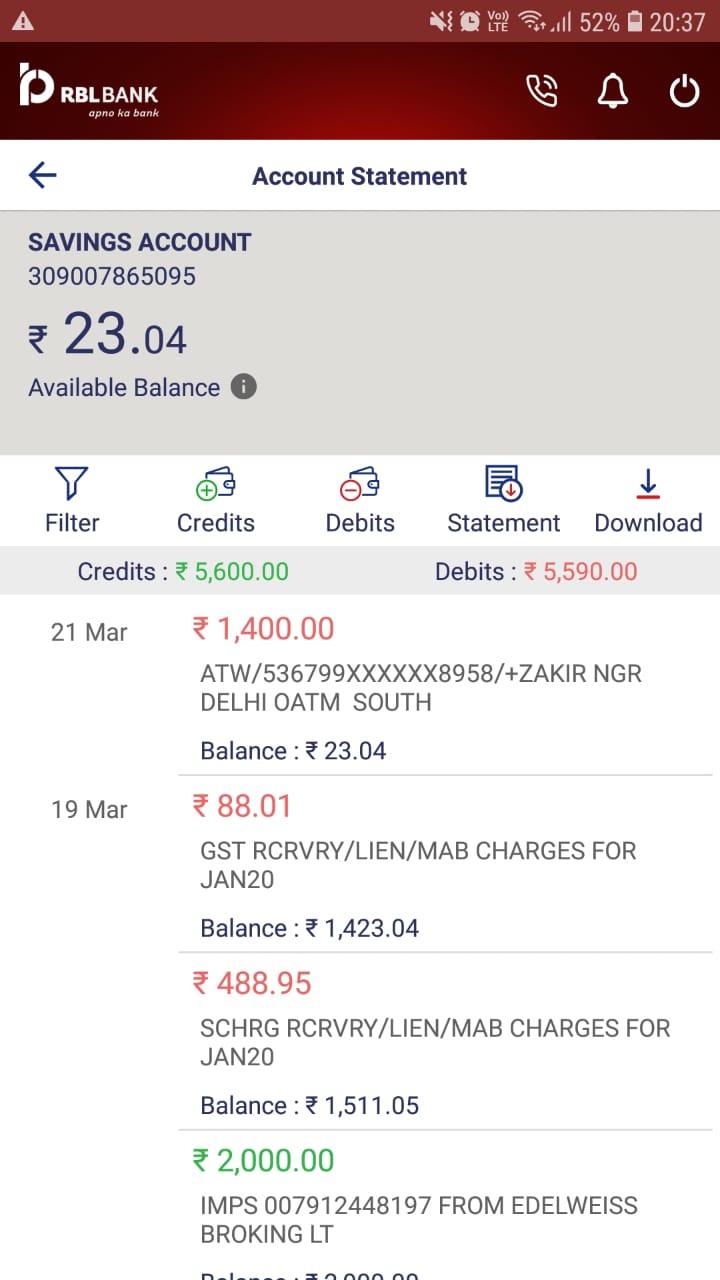 Vo)) LTE 52% 20:37
RBL BANK
apno ka bank
Account Statement
SAVINGS ACCOUNT
309007865095
₹ 23.04
Available Balance i
Filter Credits Debits Statement Download
Credits : ₹ 5,600.00 Debits : ₹ 5,590.00
21 Mar ₹ 1,400.00
ATW/536799XXXXXX8958/+ZAKIR NGR
DELHI OATM  SOUTH
Balance : ₹ 23.04
19 Mar ₹ 88.01
GST RCRVRY/LIEN/MAB CHARGES FOR
JAN20
Balance : ₹ 1,423.04
₹ 488.95
SCHRG RCRVRY/LIEN/MAB CHARGES FOR
JAN20
Balance : ₹ 1,511.05
₹ 2,000.00
IMPS 007912448197 FROM EDELWEISS
BROKING LT
Balance : ₹